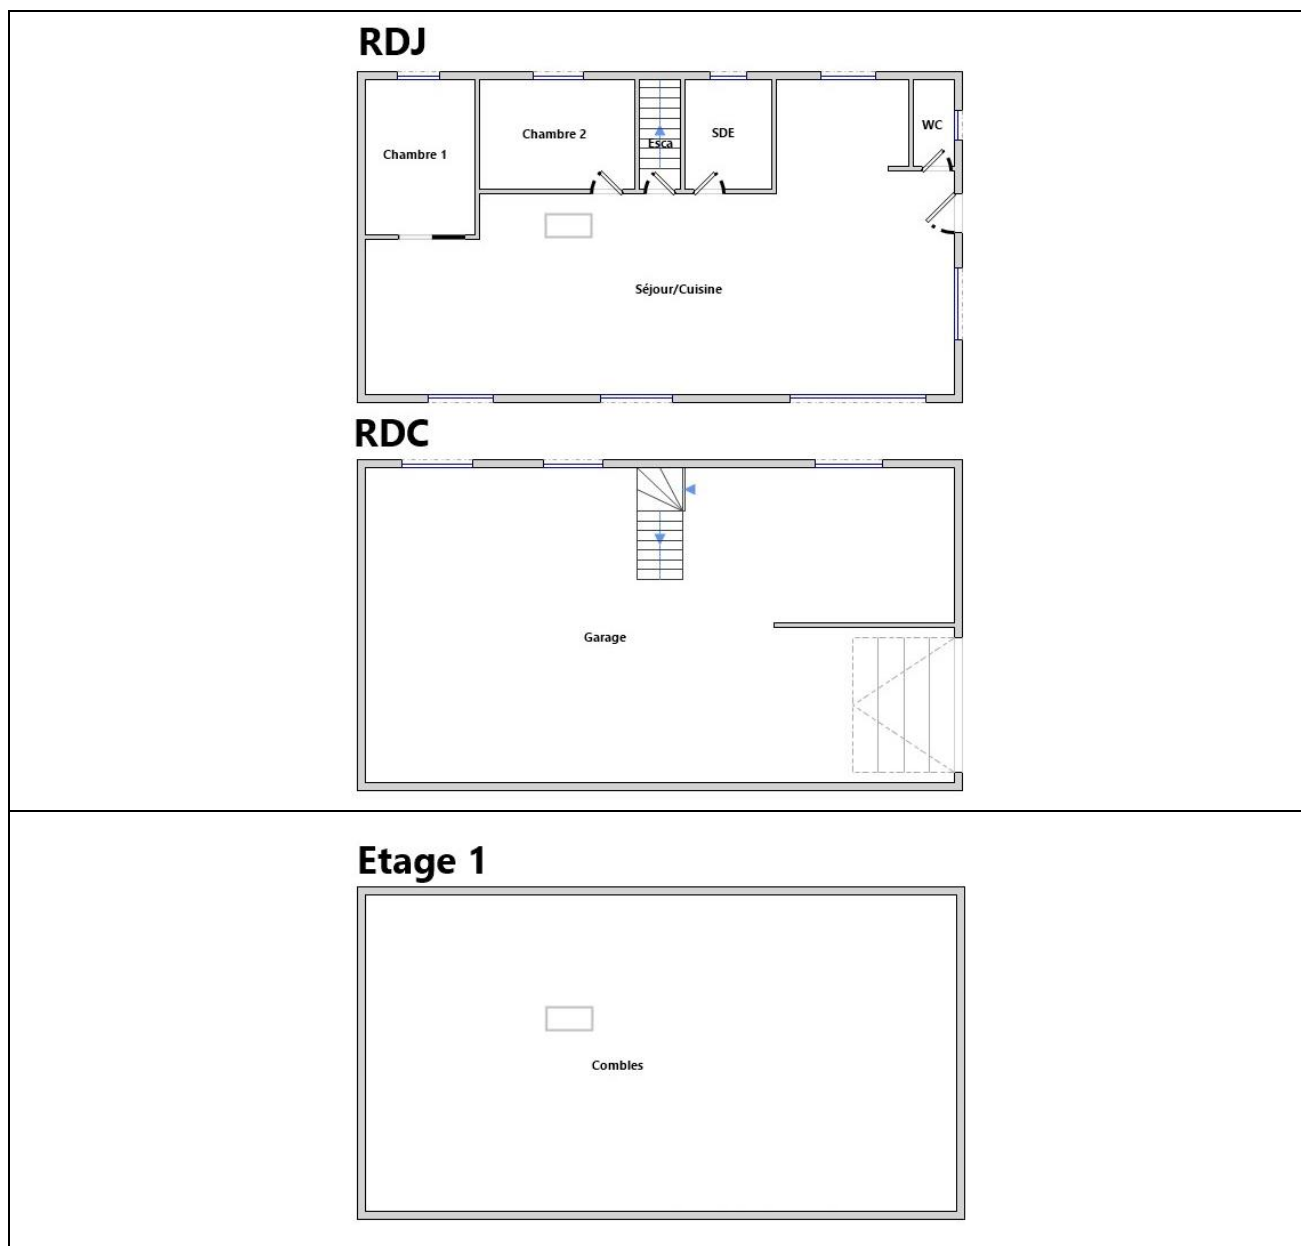 RDJ
Chambre 1
Chambre 2
Esca
SDE
WC
Séjour/Cuisine
RDC
Garage
Etage 1
Combles